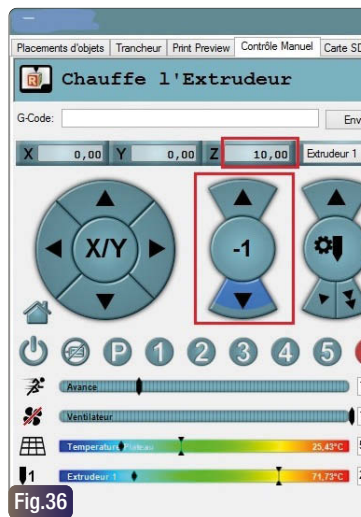 Placements d'objets Trancheur Print Preview Contrôle Manuel Carte SD
Chauffe l'Extrudeur
G-Code: Env
X 0,00 Y 0,00 Z 10,00 Extrudeur 1
X/Y -1
P 1 2 3 4 5
Avance
Ventilateur
Temperature Plateau 25,43°C
1 Extrudeur 1 71,73°C
Fig.36